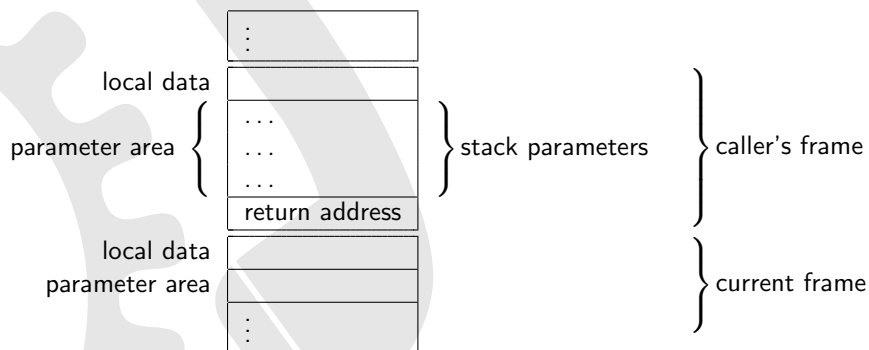 ⋮
local data
. . .
parameter area . . . stack parameters caller's frame
. . .
return address
local data
parameter area current frame
⋮